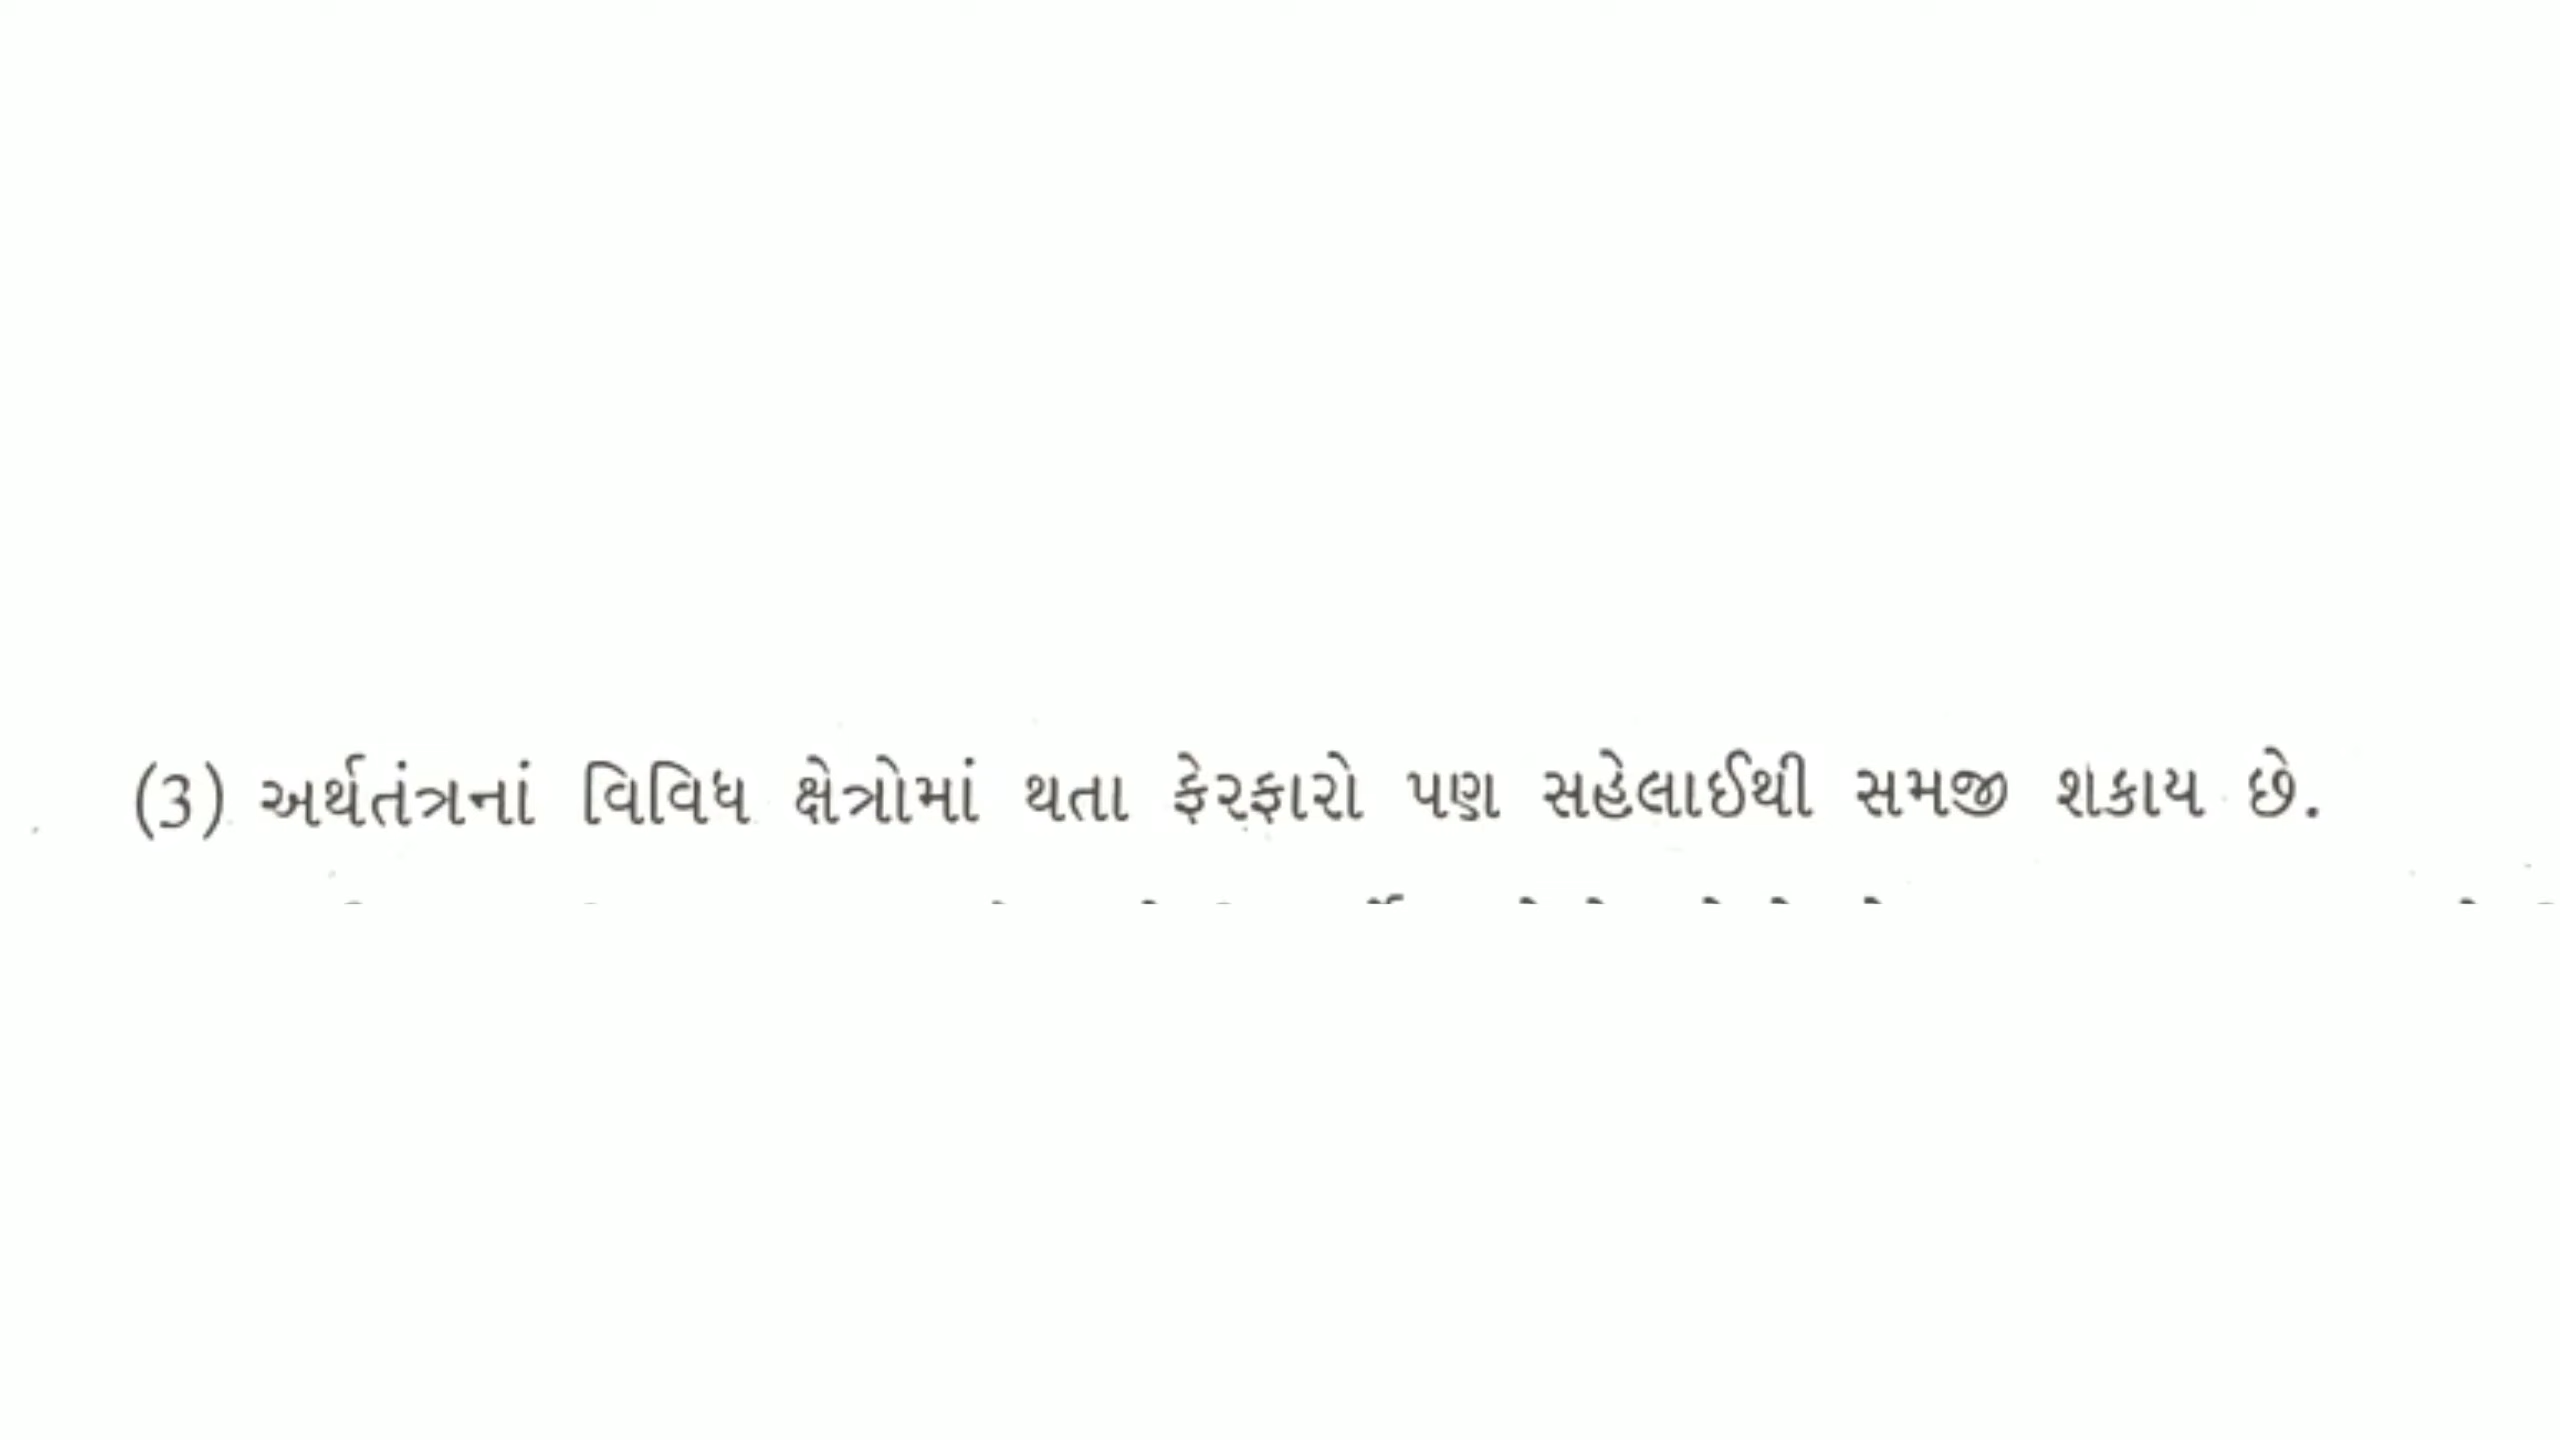 (3) અર્થતંત્રનાં વિવિધ ક્ષેત્રોમાં થતા ફેરફારો પણ સહેલાઈથી સમજી શકાય છે.